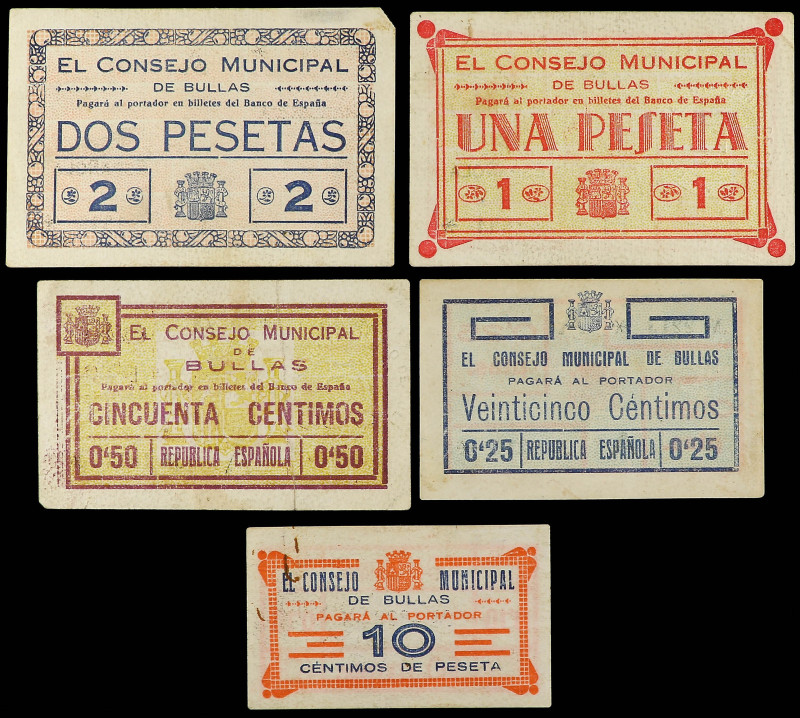 EL CONSEJO MUNICIPAL
DE BULLAS
Pagará al portador en billetes del Banco de España
DOS PESETAS
2 2
EL CONSEJO MUNICIPAL
DE BULLAS
Pagará al portador en billetes del Banco de España
UNA PESETA
1 1
EL CONSEJO MUNICIPAL
DE
BULLAS
Pagará al portador en billetes del Banco de España
CINCUENTA CENTIMOS
0'50 REPUBLICA ESPAÑOLA 0'50
EL CONSEJO MUNICIPAL DE BULLAS
PAGARÁ AL PORTADOR
Veinticinco Céntimos
0'25 REPUBLICA ESPAÑOLA 0'25
EL CONSEJO MUNICIPAL
DE BULLAS
PAGARÁ AL PORTADOR
10
CÉNTIMOS DE PESETA